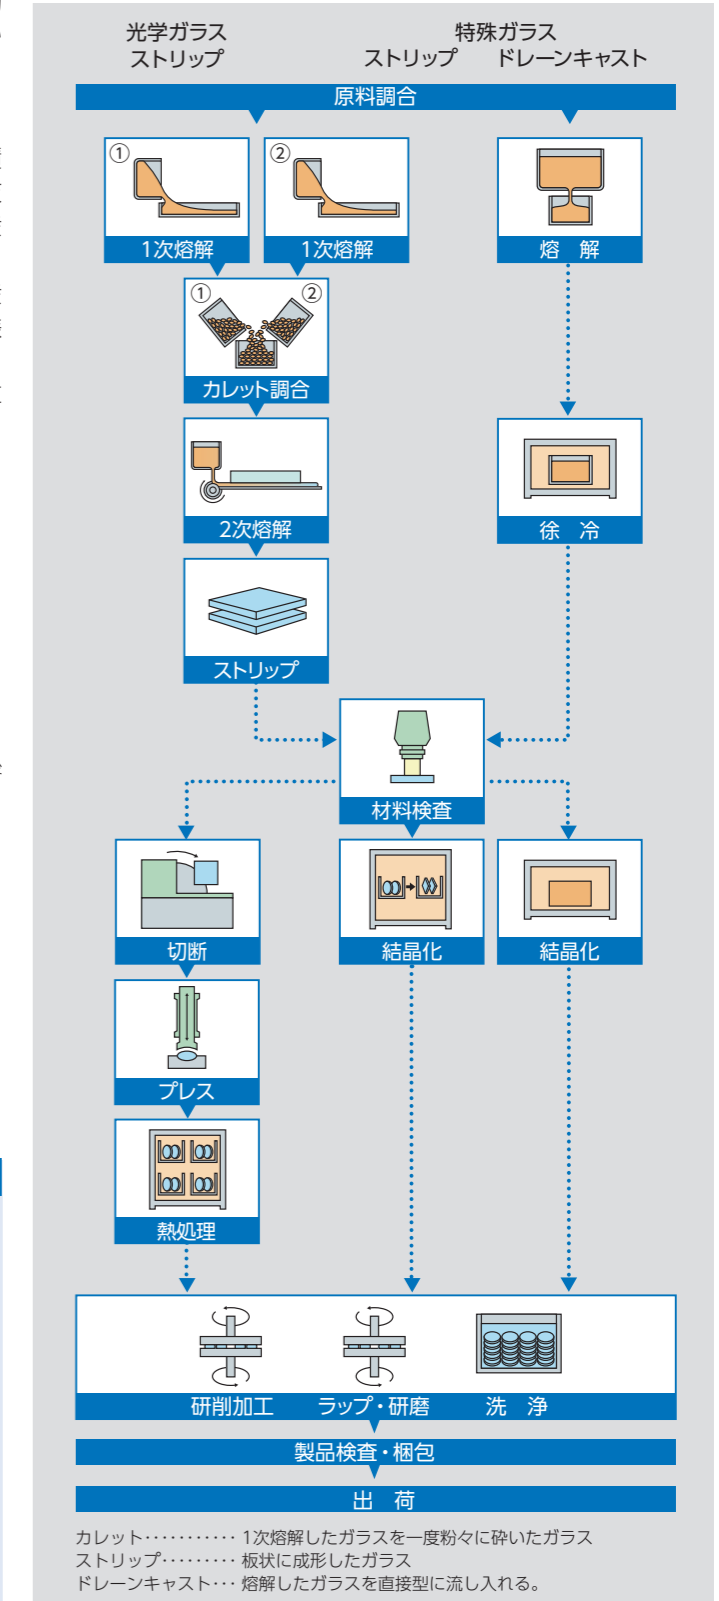 光学ガラス
ストリップ
特殊ガラス
ストリップ ドレーンキャスト
原料調合
①
1次熔解
②
1次熔解
熔 解
① ②
カレット調合
2次熔解
徐 冷
ストリップ
材料検査
切断
結晶化
結晶化
プレス
熱処理
研削加工 ラップ・研磨 洗 浄
製品検査・梱包
出 荷
カレット・・・・・・・・・・・ 1次熔解したガラスを一度粉々に砕いたガラス
ストリップ・・・・・・・・・ 板状に成形したガラス
ドレーンキャスト・・・ 熔解したガラスを直接型に流し入れる。